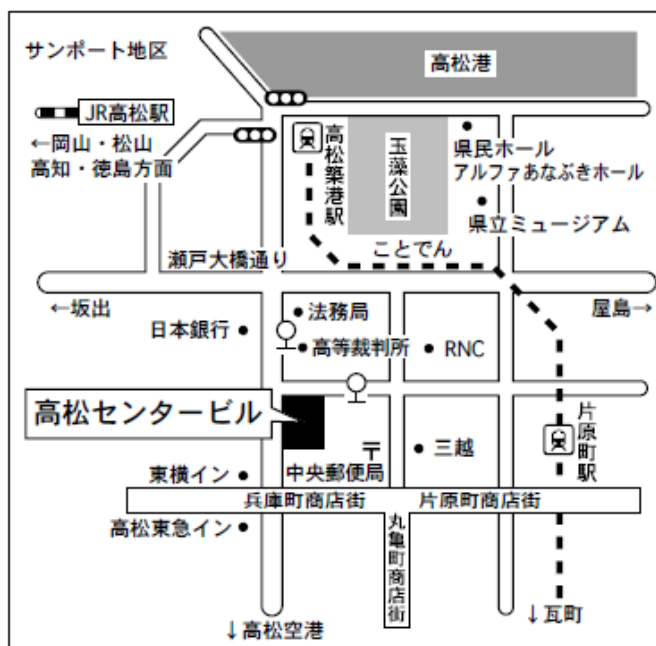 サンポート地区
高松港
JR高松駅
←岡山・松山
高知・徳島方面
高松築港駅
玉藻公園
県民ホール
アルファあなぶきホール
県立ミュージアム
ことでん
瀬戸大橋通り
←坂出
屋島→
法務局
日本銀行
高等裁判所
RNC
高松センタービル
片原町駅
〒
三越
中央郵便局
東横イン
兵庫町商店街
片原町商店街
高松東急イン
丸亀町商店街
↓高松空港
↓瓦町